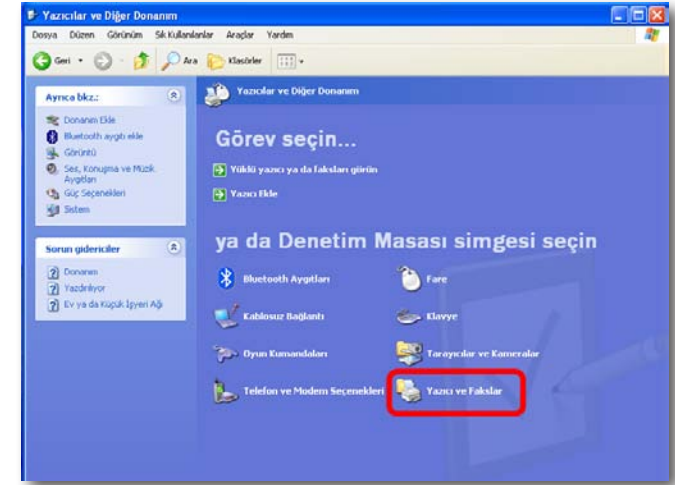 Yazıcılar ve Diğer Donanım
Dosya Düzen Görünüm Sık Kullanılanlar Araçlar Yardım
Geri Ara Klasörler
Ayrıca bkz.:
Donanım Ekle
Bluetooth aygıtı ekle
Görüntü
Ses, Konuşma ve Müzik
Aygıtları
Güç Seçenekleri
Sistem
Sorun gidericiler
Donanım
Yazdırılıyor
Ev ya da Küçük İşyeri Ağı
Yazıcılar ve Diğer Donanım
Görev seçin...
Yüklü yazıcı ya da faksları görün
Yazıcı Ekle
ya da Denetim Masası simgesi seçin
Bluetooth Aygıtları
Fare
Kablosuz Bağlantı
Klavye
Oyun Kumandaları
Tarayıcılar ve Kameralar
Telefon ve Modem Seçenekleri
Yazıcı ve Fakslar